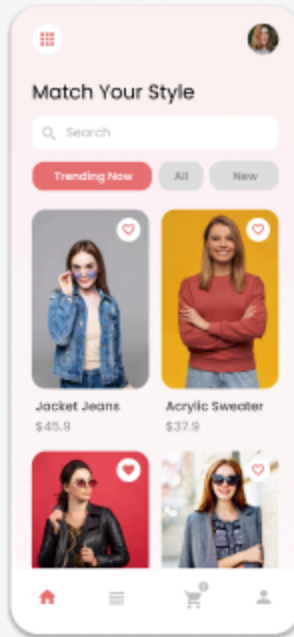 Match Your Style
Search
Trending Now
All
New
Jacket Jeans
Acrylic Sweater
$45.9
$37.9